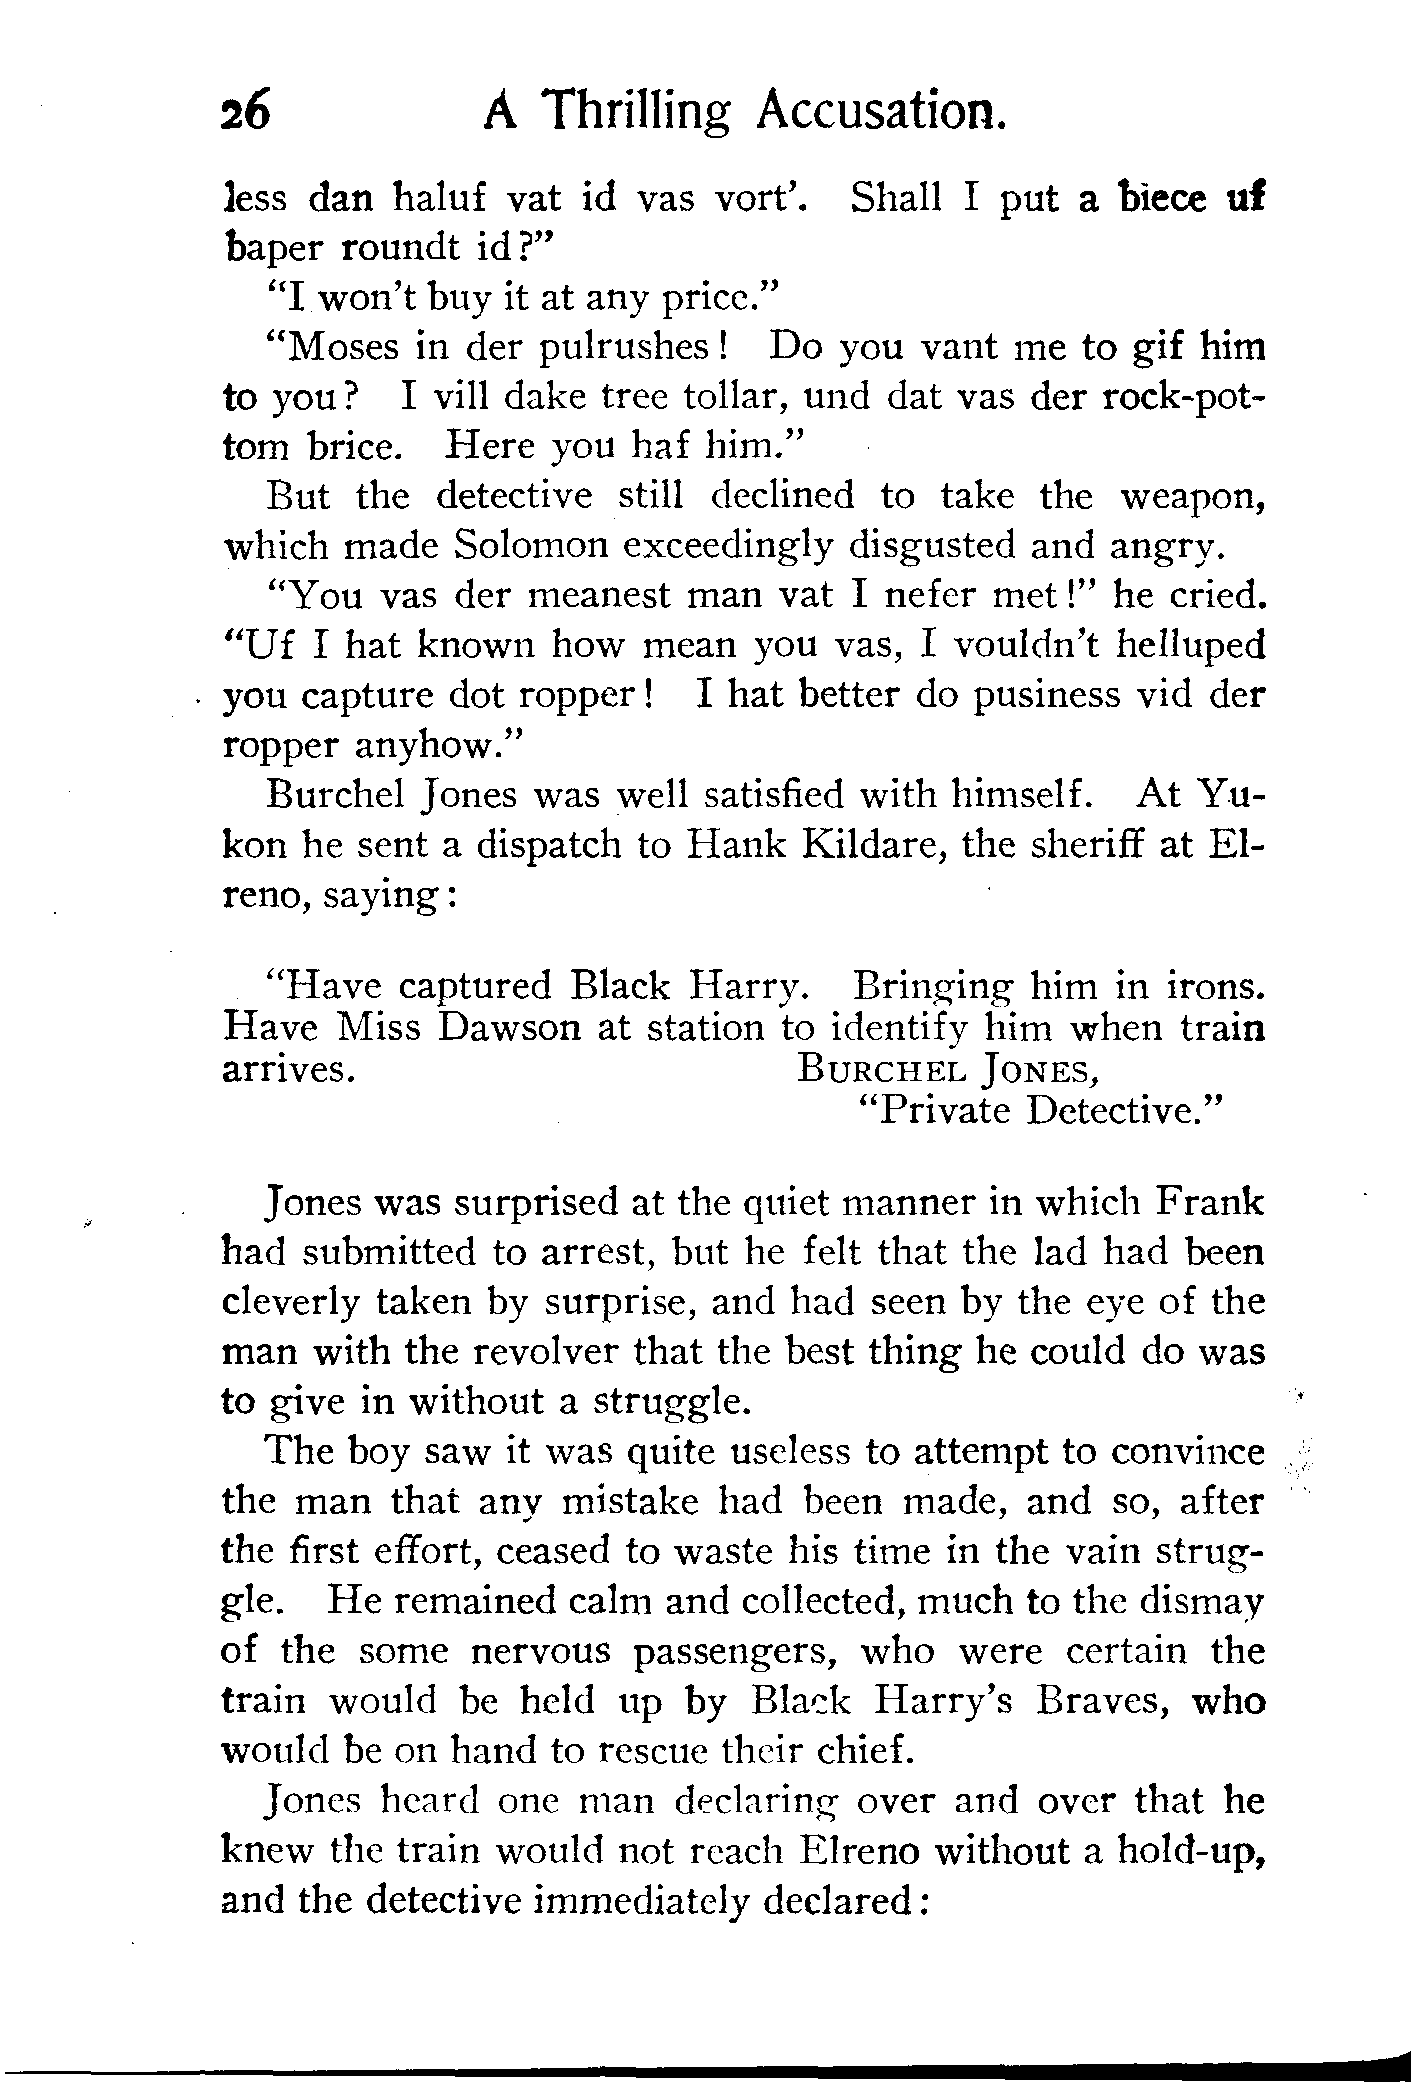 26 A Thrilling Accusation.
less dan haluf vat id vas vort'. Shall I put a biece uf
baper roundt id?"
"I won't buy it at any price."
"Moses in der pulrushes! Do you vant me to gif him
to you? I vill dake tree tollar, und dat vas der rock-pot-
tom brice. Here you haf him."
But the detective still declined to take the weapon,
which made Solomon exceedingly disgusted and angry.
"You vas der meanest man vat I nefer met!" he cried.
"Uf I hat known how mean you vas, I vouldn't helluped
you capture dot ropper! I hat better do pusiness vid der
ropper anyhow."
Burchel Jones was well satisfied with himself. At Yu-
kon he sent a dispatch to Hank Kildare, the sheriff at El-
reno, saying:
"Have captured Black Harry. Bringing him in irons.
Have Miss Dawson at station to identify him when train
arrives. BURCHEL JONES,
"Private Detective."
Jones was surprised at the quiet manner in which Frank
had submitted to arrest, but he felt that the lad had been
cleverly taken by surprise, and had seen by the eye of the
man with the revolver that the best thing he could do was
to give in without a struggle.
The boy saw it was quite useless to attempt to convince
the man that any mistake had been made, and so, after
the first effort, ceased to waste his time in the vain strug-
gle. He remained calm and collected, much to the dismay
of the some nervous passengers, who were certain the
train would be held up by Black Harry's Braves, who
would be on hand to rescue their chief.
Jones heard one man declaring over and over that he
knew the train would not reach Elreno without a hold-up,
and the detective immediately declared: